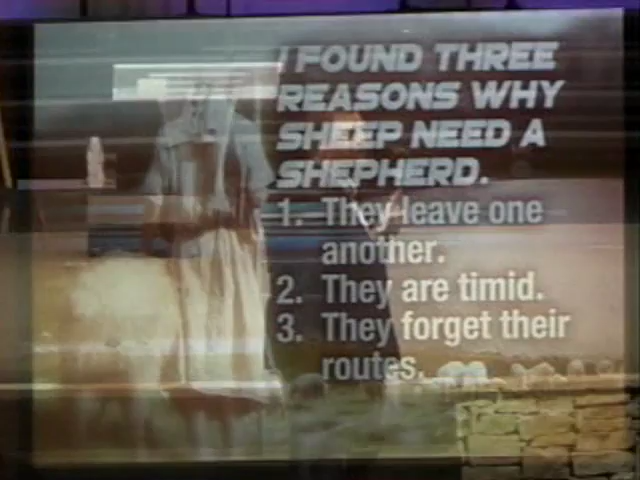 I FOUND THREE
REASONS WHY
SHEEP NEED A
SHEPHERD.
1. They leave one
another.
2. They are timid.
3. They forget their
routes.